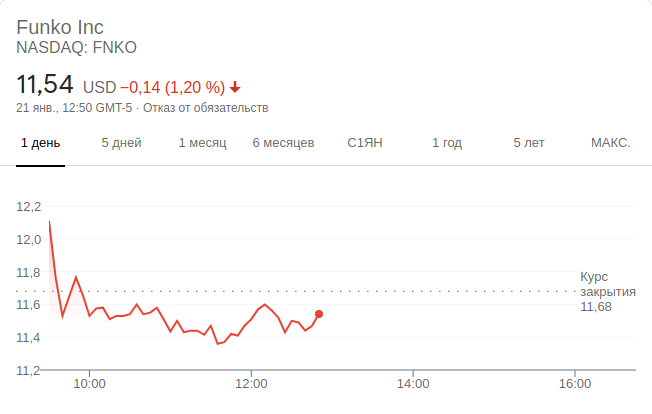 Funko Inc
NASDAQ: FNKO
11,54 USD −0,14 (1,20 %)
21 янв., 12:50 GMT-5 · Отказ от обязательств
1 день 5 дней 1 месяц 6 месяцев С1ЯН 1 год 5 лет МАКС.
12,2
12,0
11,8
11,6
11,4
11,2
Курс
закрытия
11,68
10:00 12:00 14:00 16:00